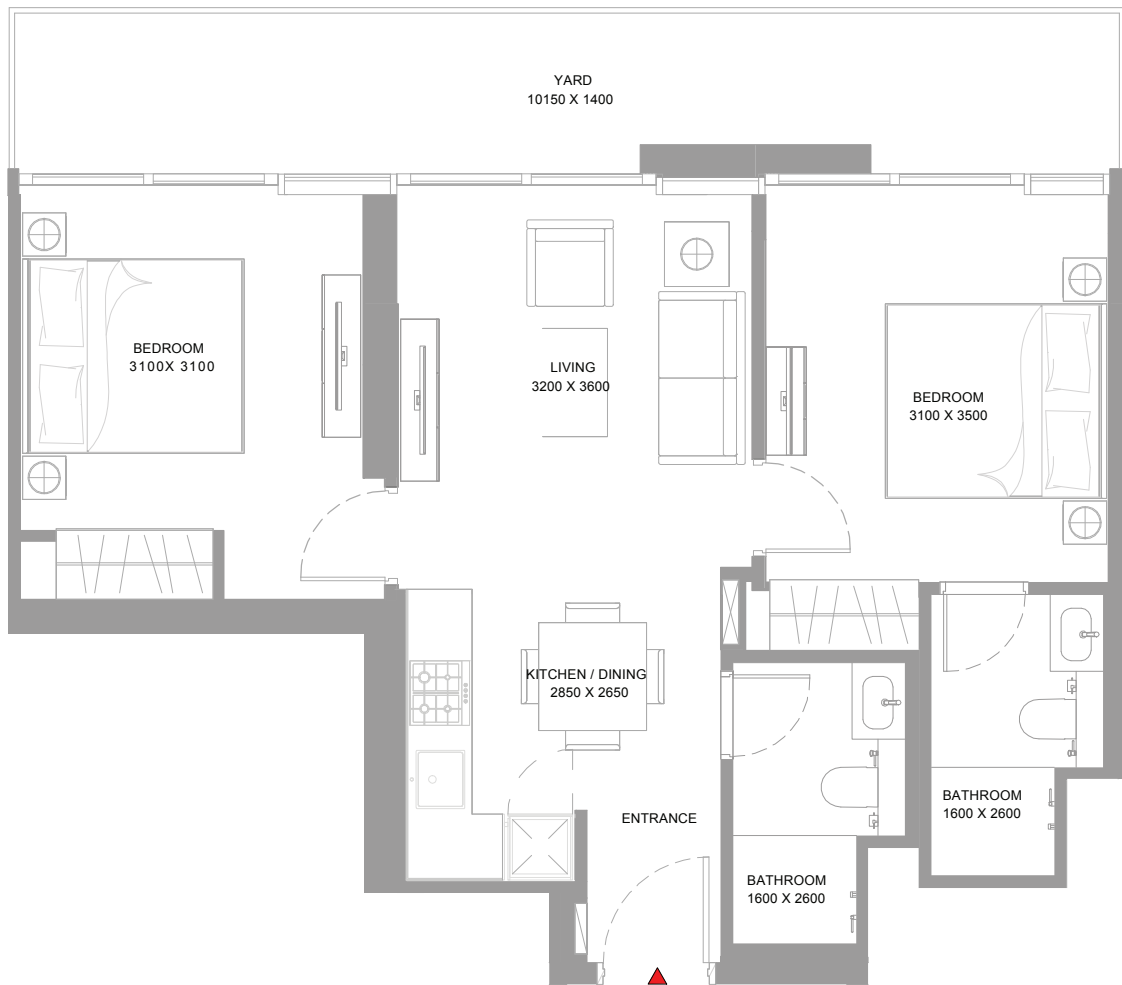 YARD
10150 X 1400
BEDROOM
3100X 3100
LIVING
3200 X 3600
BEDROOM
3100 X 3500
KITCHEN / DINING
2850 X 2650
ENTRANCE
BATHROOM
1600 X 2600
BATHROOM
1600 X 2600